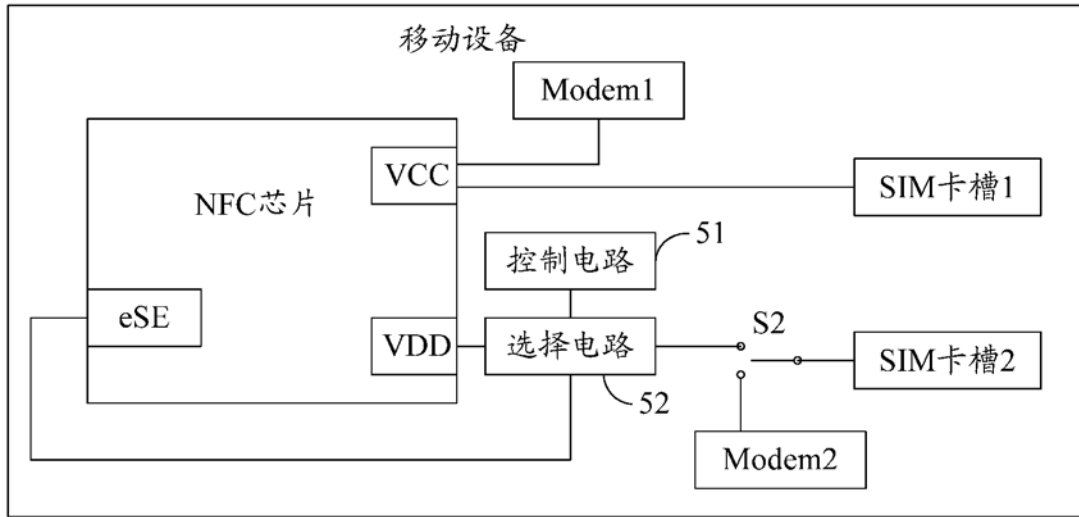 移动设备
Modem1
VCC
NFC芯片
SIM卡槽1
51
控制电路
eSE
VDD
选择电路
S2
SIM卡槽2
52
Modem2